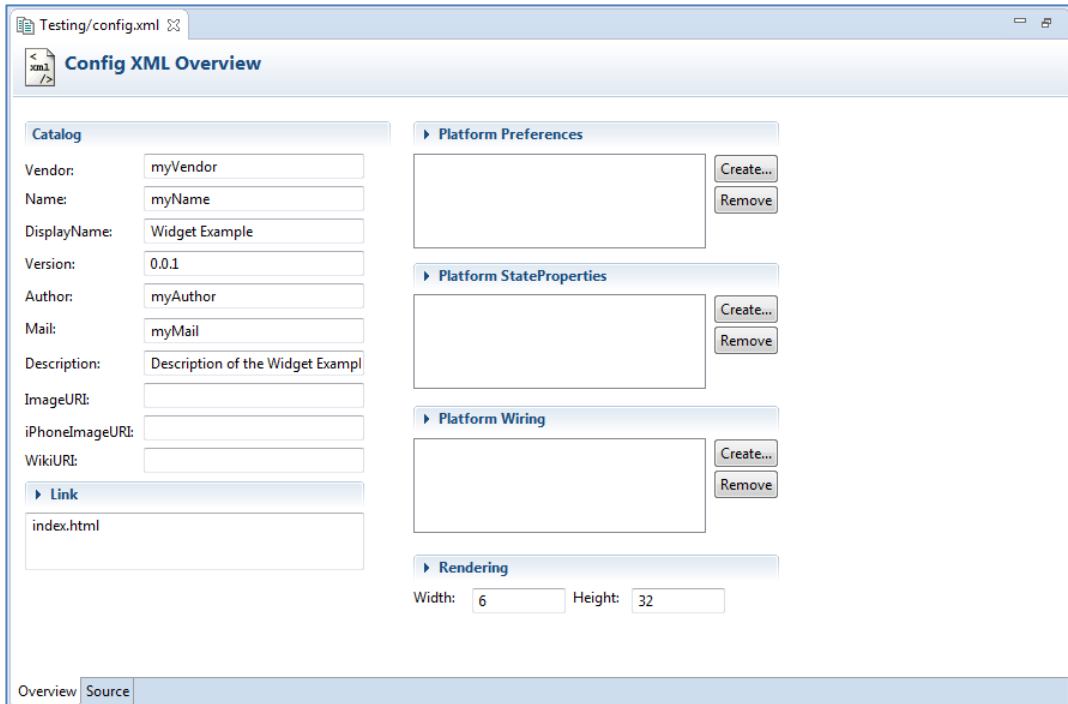 Testing/config.xml
< xml />
Config XML Overview
Catalog
Vendor: myVendor
Name: myName
DisplayName: Widget Example
Version: 0.0.1
Author: myAuthor
Mail: myMail
Description: Description of the Widget Exampl
ImageURI:
iPhoneImageURI:
WikiURI:
Link
index.html
Platform Preferences
Create...
Remove
Platform StateProperties
Create...
Remove
Platform Wiring
Create...
Remove
Rendering
Width: 6 Height: 32
Overview Source